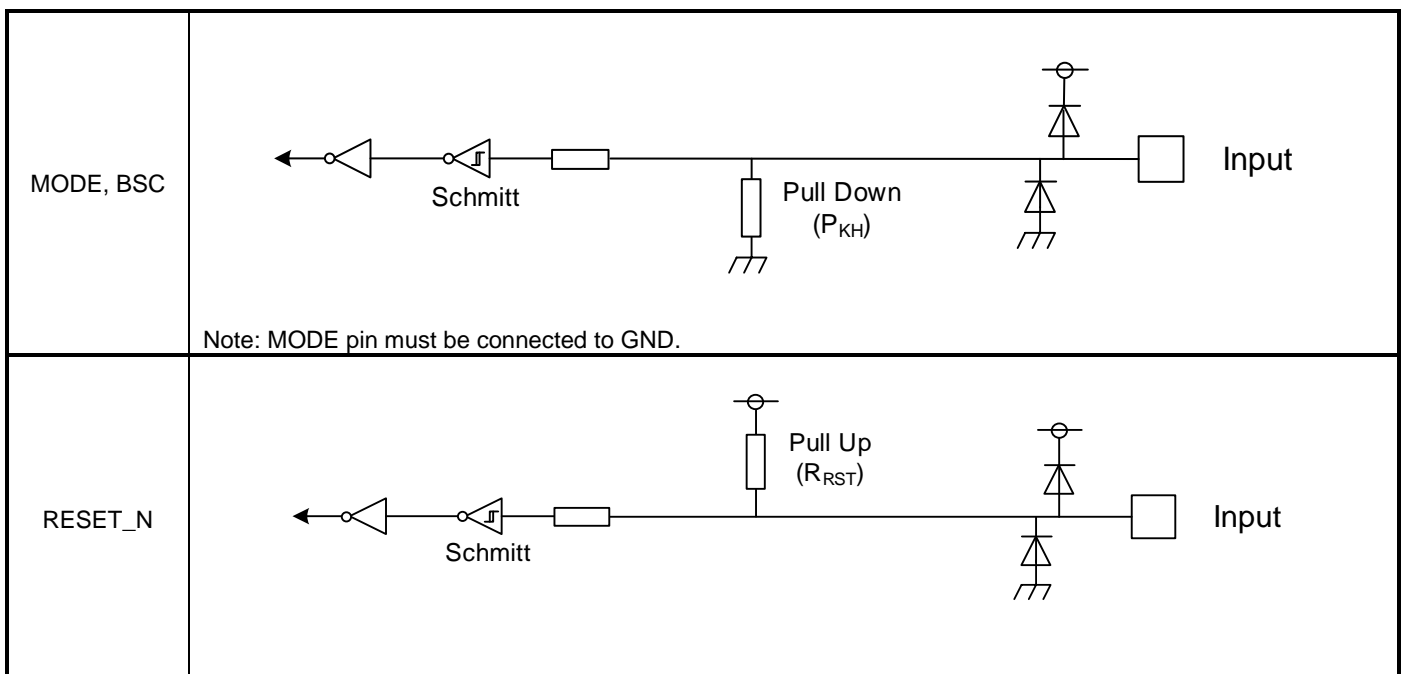 MODE, BSC
Schmitt
Pull Down
(PKH)
Input
Note: MODE pin must be connected to GND.
RESET_N
Pull Up
(RRST)
Schmitt
Input